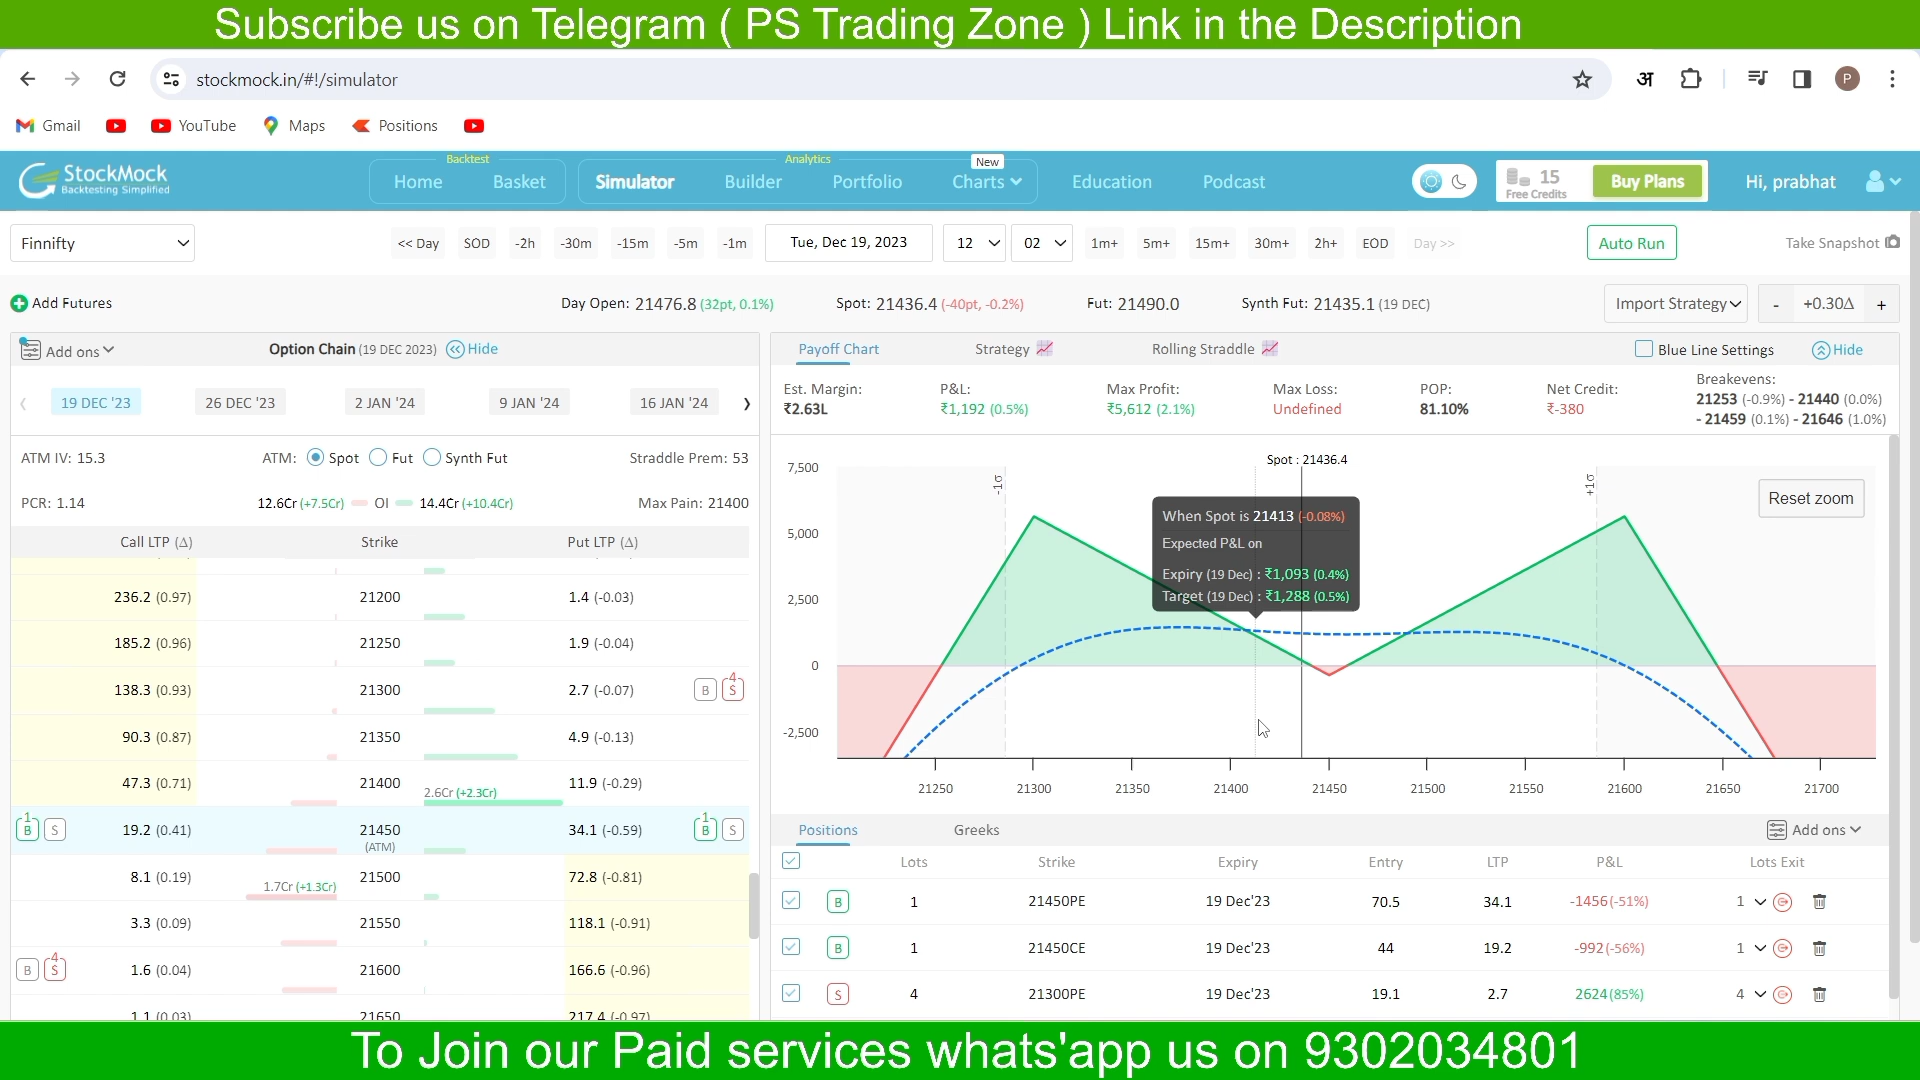 Subscribe us on Telegram ( PS Trading Zone ) Link in the Description
stockmock.in/#!/simulator
अ
P
Gmail YouTube Maps Positions
StockMock
Backtesting Simplified
Backtest
Home Basket
Analytics
New
Simulator Builder Portfolio Charts
Education Podcast
15
Free Credits
Buy Plans
Hi, prabhat
Finnifty
<< Day SOD -2h -30m -15m -5m -1m Tue, Dec 19, 2023 12 02 1m+ 5m+ 15m+ 30m+ 2h+ EOD Day >>
Auto Run
Take Snapshot
Add Futures
Day Open: 21476.8 (32pt, 0.1%) Spot: 21436.4 (-40pt, -0.2%) Fut: 21490.0 Synth Fut: 21435.1 (19 DEC)
Import Strategy - +0.30Δ +
Add ons Option Chain (19 DEC 2023) Hide
19 DEC '23 26 DEC '23 2 JAN '24 9 JAN '24 16 JAN '24
ATM IV: 15.3 ATM: Spot Fut Synth Fut Straddle Prem: 53
PCR: 1.14 12.6Cr (+7.5Cr) OI 14.4Cr (+10.4Cr) Max Pain: 21400
Call LTP (Δ) Strike Put LTP (Δ)
236.2 (0.97) 21200 1.4 (-0.03)
185.2 (0.96) 21250 1.9 (-0.04)
138.3 (0.93) 21300 2.7 (-0.07) B 4 S
90.3 (0.87) 21350 4.9 (-0.13)
47.3 (0.71) 21400 2.6Cr (+2.3Cr) 11.9 (-0.29)
1 B S 19.2 (0.41) 21450 34.1 (-0.59) 1 B S
(ATM)
8.1 (0.19) 1.7Cr (+1.3Cr) 21500 72.8 (-0.81)
3.3 (0.09) 21550 118.1 (-0.91)
B 4 S 1.6 (0.04) 21600 166.6 (-0.96)
1.1 (0.03) 21650 217.4 (-0.97)
Payoff Chart Strategy Rolling Straddle Blue Line Settings Hide
Est. Margin: P&L: Max Profit: Max Loss: POP: Net Credit: Breakevens:
₹2.63L ₹1,192 (0.5%) ₹5,612 (2.1%) Undefined 81.10% ₹-380 21253 (-0.9%) - 21440 (0.0%)
- 21459 (0.1%) - 21646 (1.0%)
Spot : 21436.4
-1σ
+1σ
Reset zoom
7,500
5,000
2,500
0
-2,500
When Spot is 21413 (-0.08%)
Expected P&L on
Expiry (19 Dec) : ₹1,093 (0.4%)
Target (19 Dec) : ₹1,288 (0.5%)
21250 21300 21350 21400 21450 21500 21550 21600 21650 21700
Positions Greeks Add ons
Lots Strike Expiry Entry LTP P&L Lots Exit
B 1 21450PE 19 Dec'23 70.5 34.1 -1456(-51%) 1
B 1 21450CE 19 Dec'23 44 19.2 -992(-56%) 1
S 4 21300PE 19 Dec'23 19.1 2.7 2624(85%) 4
To Join our Paid services whats'app us on 9302034801